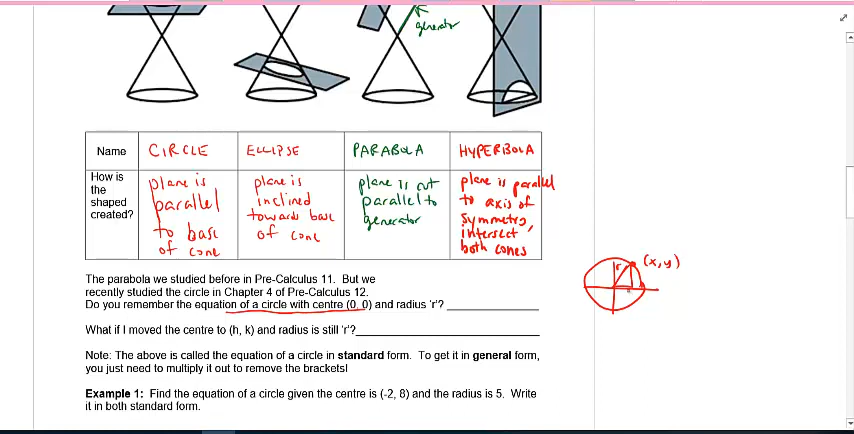 generator
Name
CIRCLE
ELLIPSE
PARABOLA
HYPERBOLA
How is
the
shaped
created?
plane is
parallel
to base
of cone
plane is
inclined
towards base
of cone
plane is cut
parallel to
generator
plane is parallel
to axis of
symmetry,
intersect
both cones
r
(x,y)
The parabola we studied before in Pre-Calculus 11. But we
recently studied the circle in Chapter 4 of Pre-Calculus 12.
Do you remember the equation of a circle with centre (0, 0) and radius 'r'? ________________
What if I moved the centre to (h, k) and radius is still 'r'?________________
Note: The above is called the equation of a circle in standard form. To get it in general form,
you just need to multiply it out to remove the brackets!
Example 1: Find the equation of a circle given the centre is (-2, 8) and the radius is 5. Write
it in both standard form.